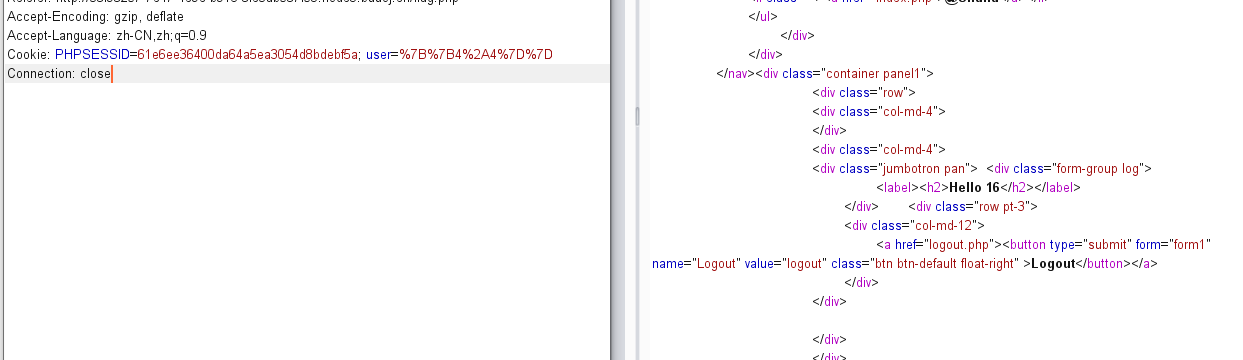 Accept-Encoding: gzip, deflate
Accept-Language: zh-CN,zh;q=0.9
Cookie: PHPSESSID=61e6ee36400da64a5ea3054d8bdebf5a; user=%7B%7B4%2A4%7D%7D
Connection: close
</ul>
</div>
</div>
</nav><div class="container panel1">
<div class="row">
<div class="col-md-4">
</div>
<div class="col-md-4">
<div class="jumbotron pan"> <div class="form-group log">
<label><h2>Hello 16</h2></label>
</div> <div class="row pt-3">
<div class="col-md-12">
<a href="logout.php"><button type="submit" form="form1"
name="Logout" value="logout" class="btn btn-default float-right" >Logout</button></a>
</div>
</div>
</div>